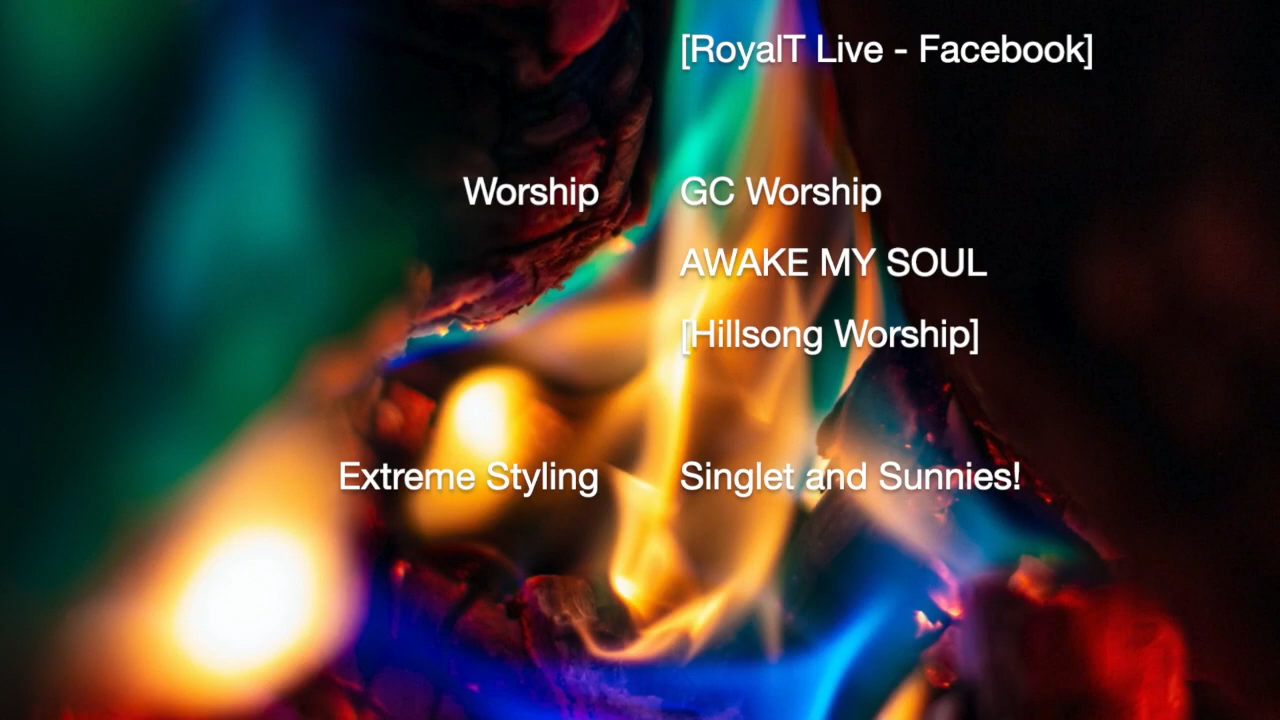 [RoyalT Live - Facebook]
Worship GC Worship
AWAKE MY SOUL
[Hillsong Worship]
Extreme Styling Singlet and Sunnies!